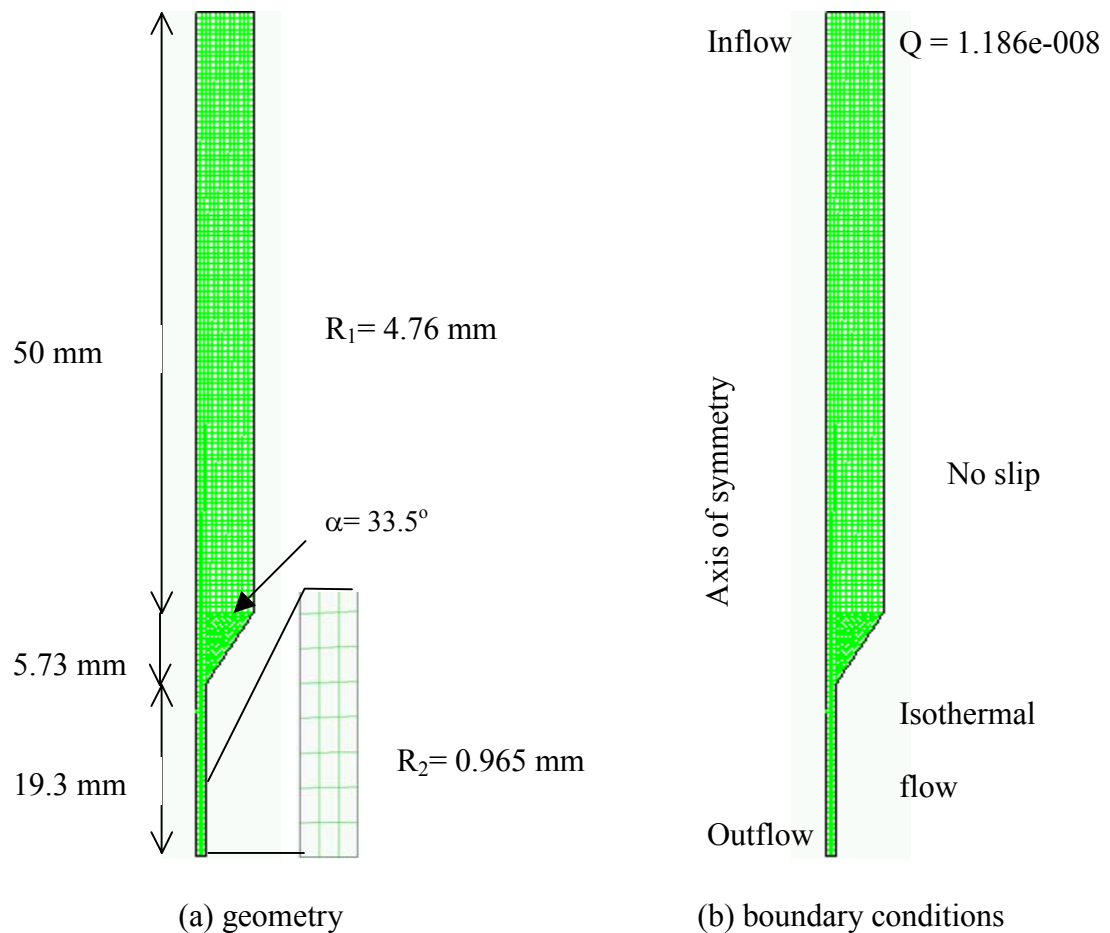 50 mm
R₁= 4.76 mm
α= 33.5º
5.73 mm
19.3 mm
R₂= 0.965 mm
(a) geometry
Inflow
Q = 1.186e-008
Axis of symmetry
No slip
Isothermal
flow
Outflow
(b) boundary conditions